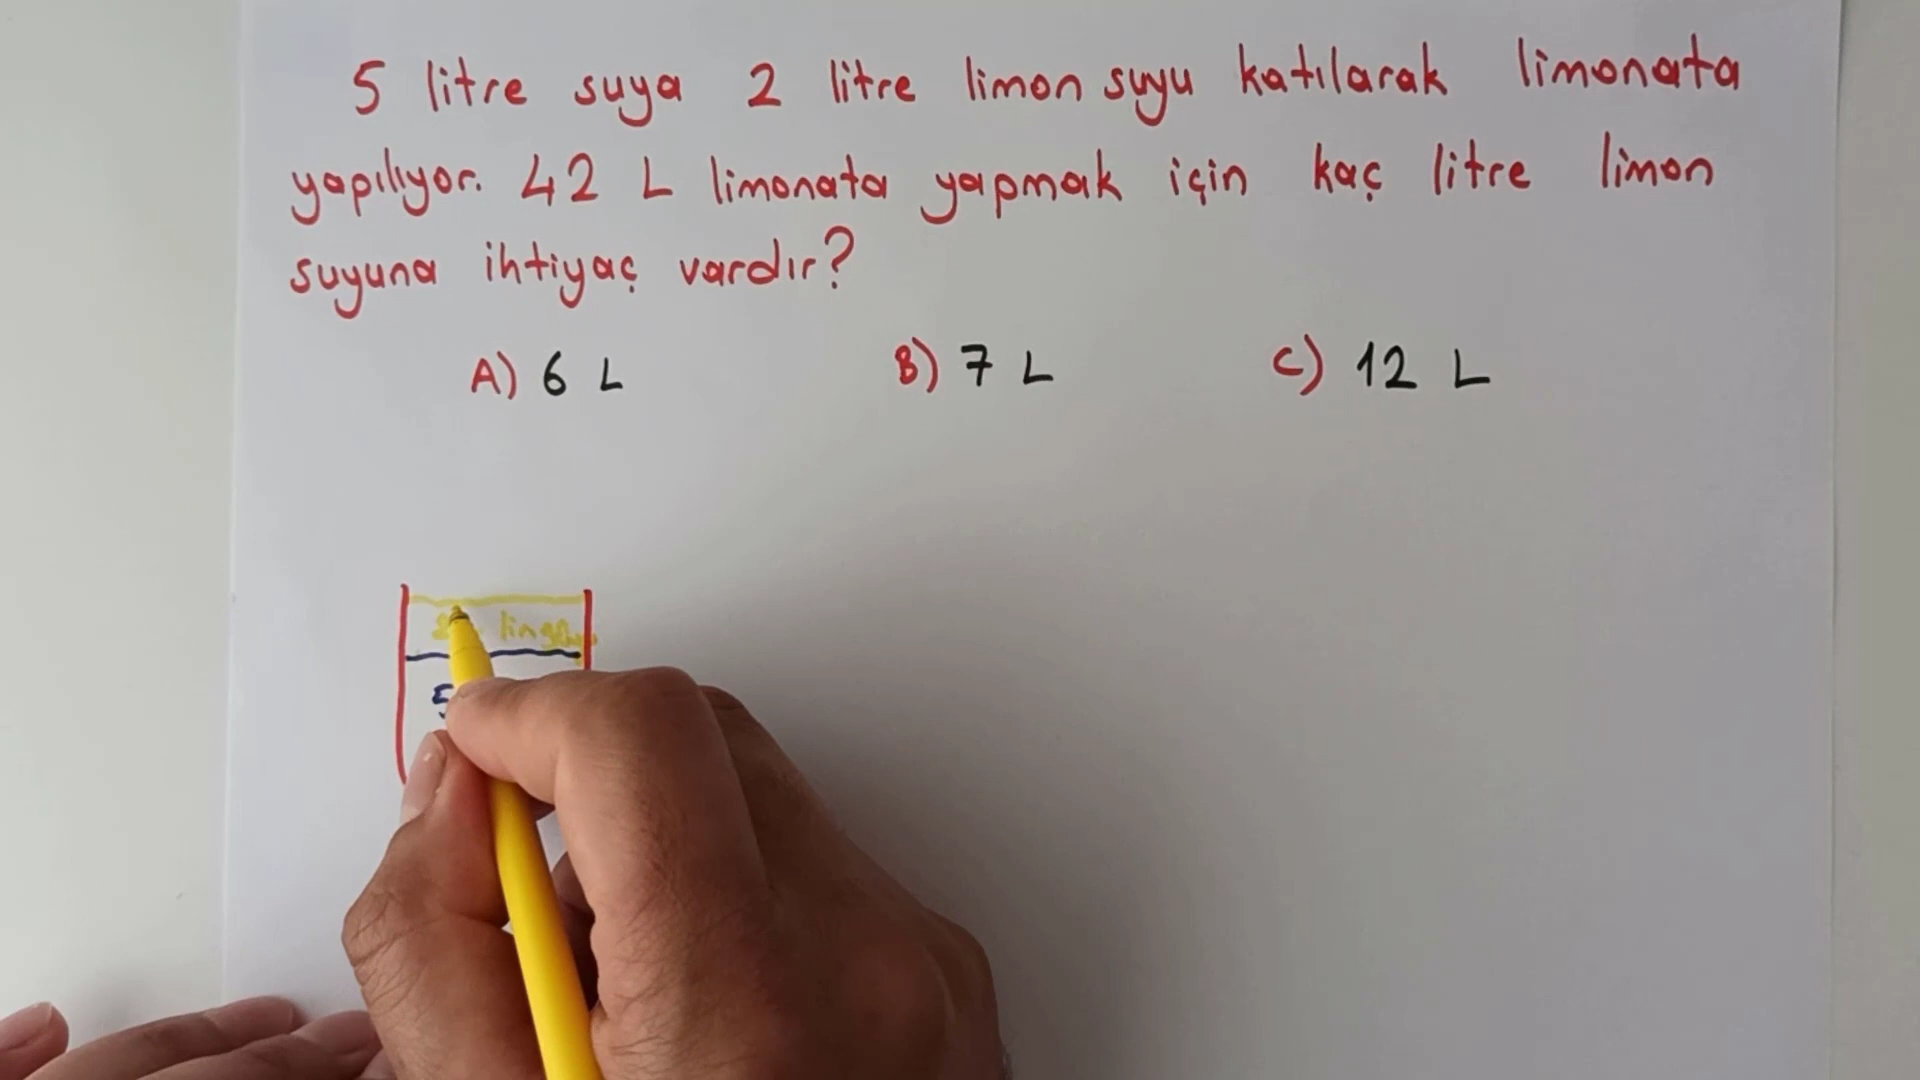 5 litre suya 2 litre limon suyu katılarak limonata
yapılıyor. 42 L limonata yapmak için kaç litre limon
suyuna ihtiyaç vardır?
A) 6 L B) 7 L C) 12 L
5